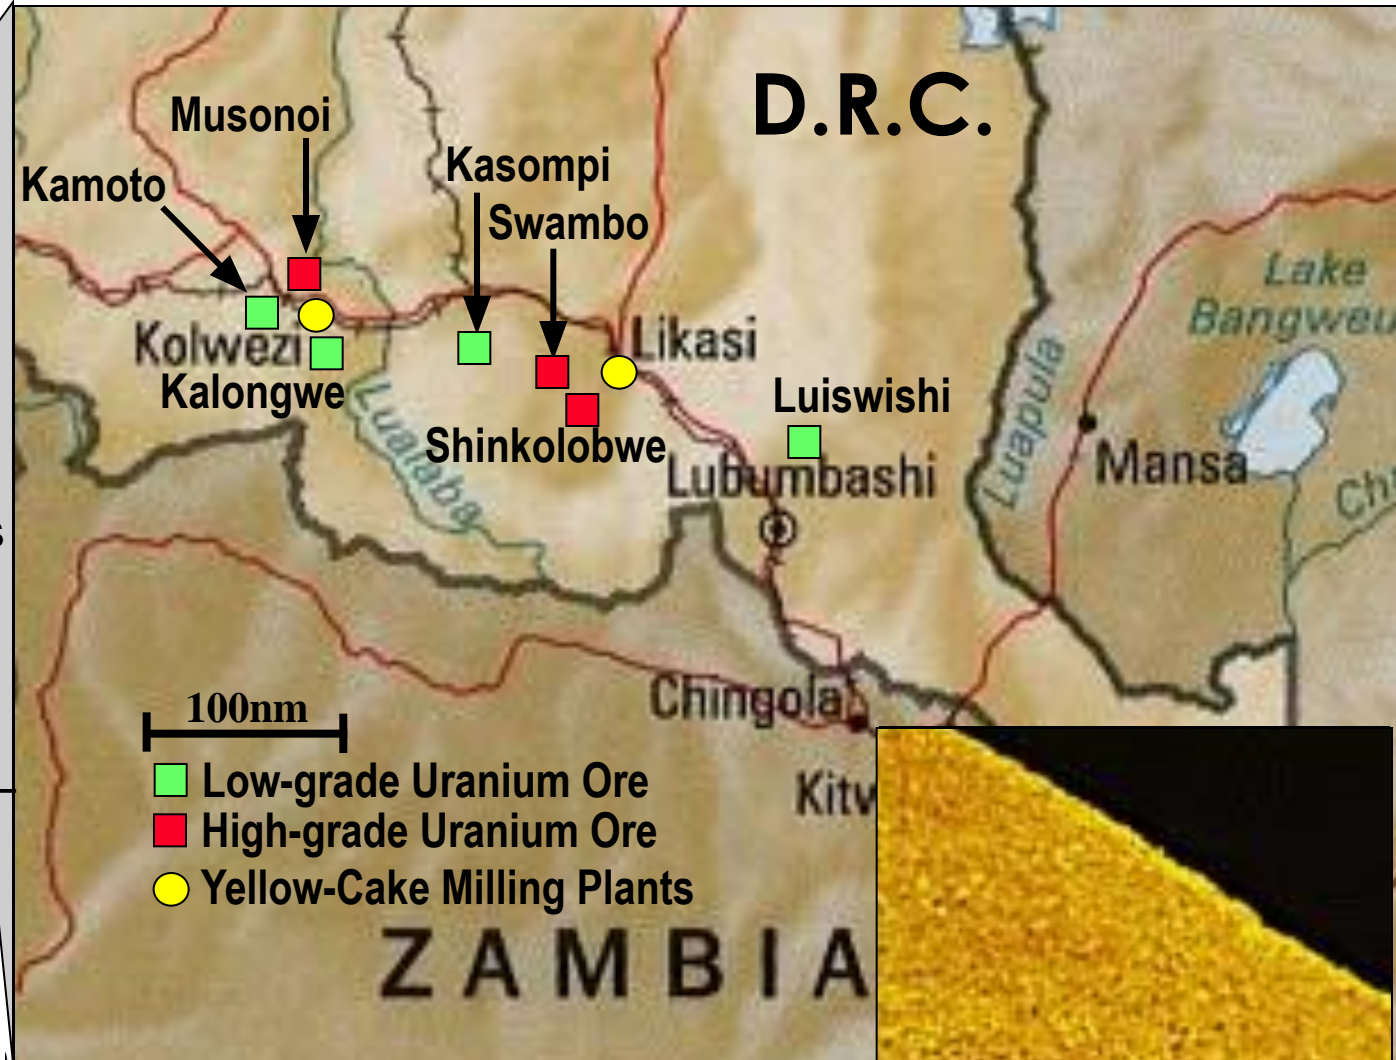 D.R.C.
Musonoi
Kasompi
Kamoto
Swambo
Lake
Bangweu
Kolwezi
Likasi
Kalongwe
Luiswishi
Lualaba
Shinkolobwe
Luapula
Mansa
Lubumbashi
Ch
s
Chingola
100nm
Low-grade Uranium Ore
Kitw
High-grade Uranium Ore
Yellow-Cake Milling Plants
ZAMBIA